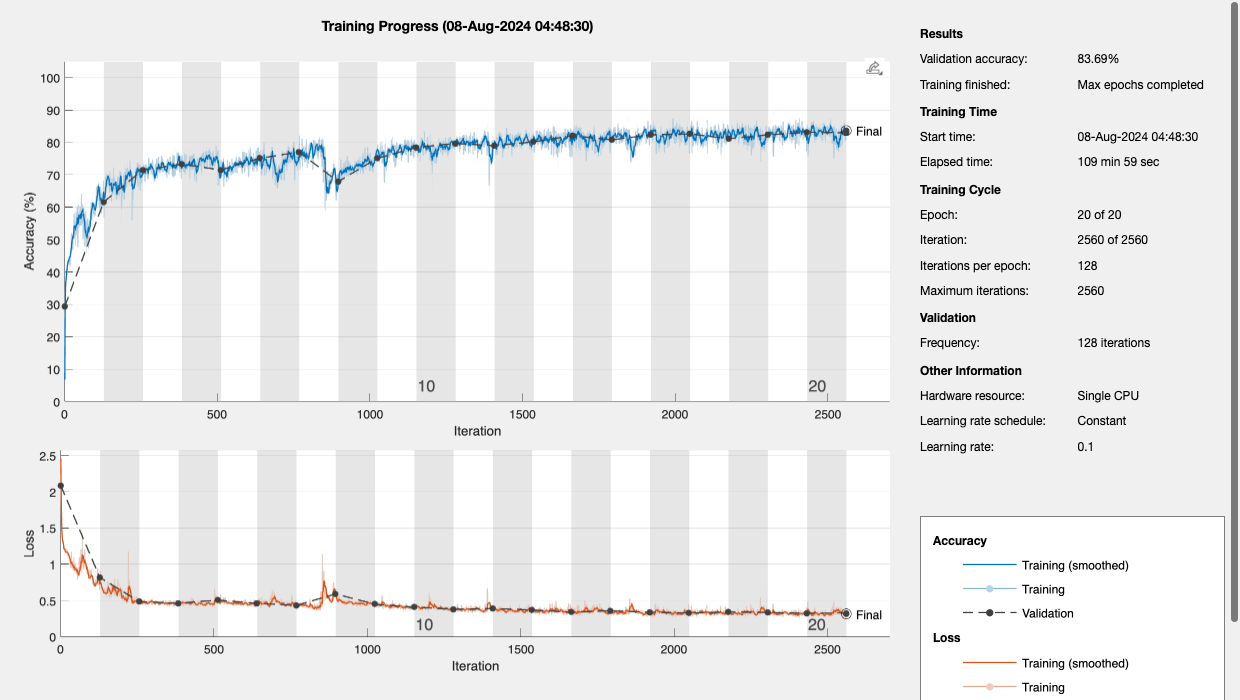 Training Progress (08-Aug-2024 04:48:30)
100
90
80
70
60
50
40
30
20
10
0
Accuracy (%)
Final
10
20
0
500
1000
1500
2000
2500
Iteration
2.5
2
1.5
1
0.5
0
Loss
Final
10
20
0
500
1000
1500
2000
2500
Iteration
Results
Validation accuracy: 83.69%
Training finished: Max epochs completed
Training Time
Start time: 08-Aug-2024 04:48:30
Elapsed time: 109 min 59 sec
Training Cycle
Epoch: 20 of 20
Iteration: 2560 of 2560
Iterations per epoch: 128
Maximum iterations: 2560
Validation
Frequency: 128 iterations
Other Information
Hardware resource: Single CPU
Learning rate schedule: Constant
Learning rate: 0.1
Accuracy
Training (smoothed)
Training
Validation
Loss
Training (smoothed)
Training